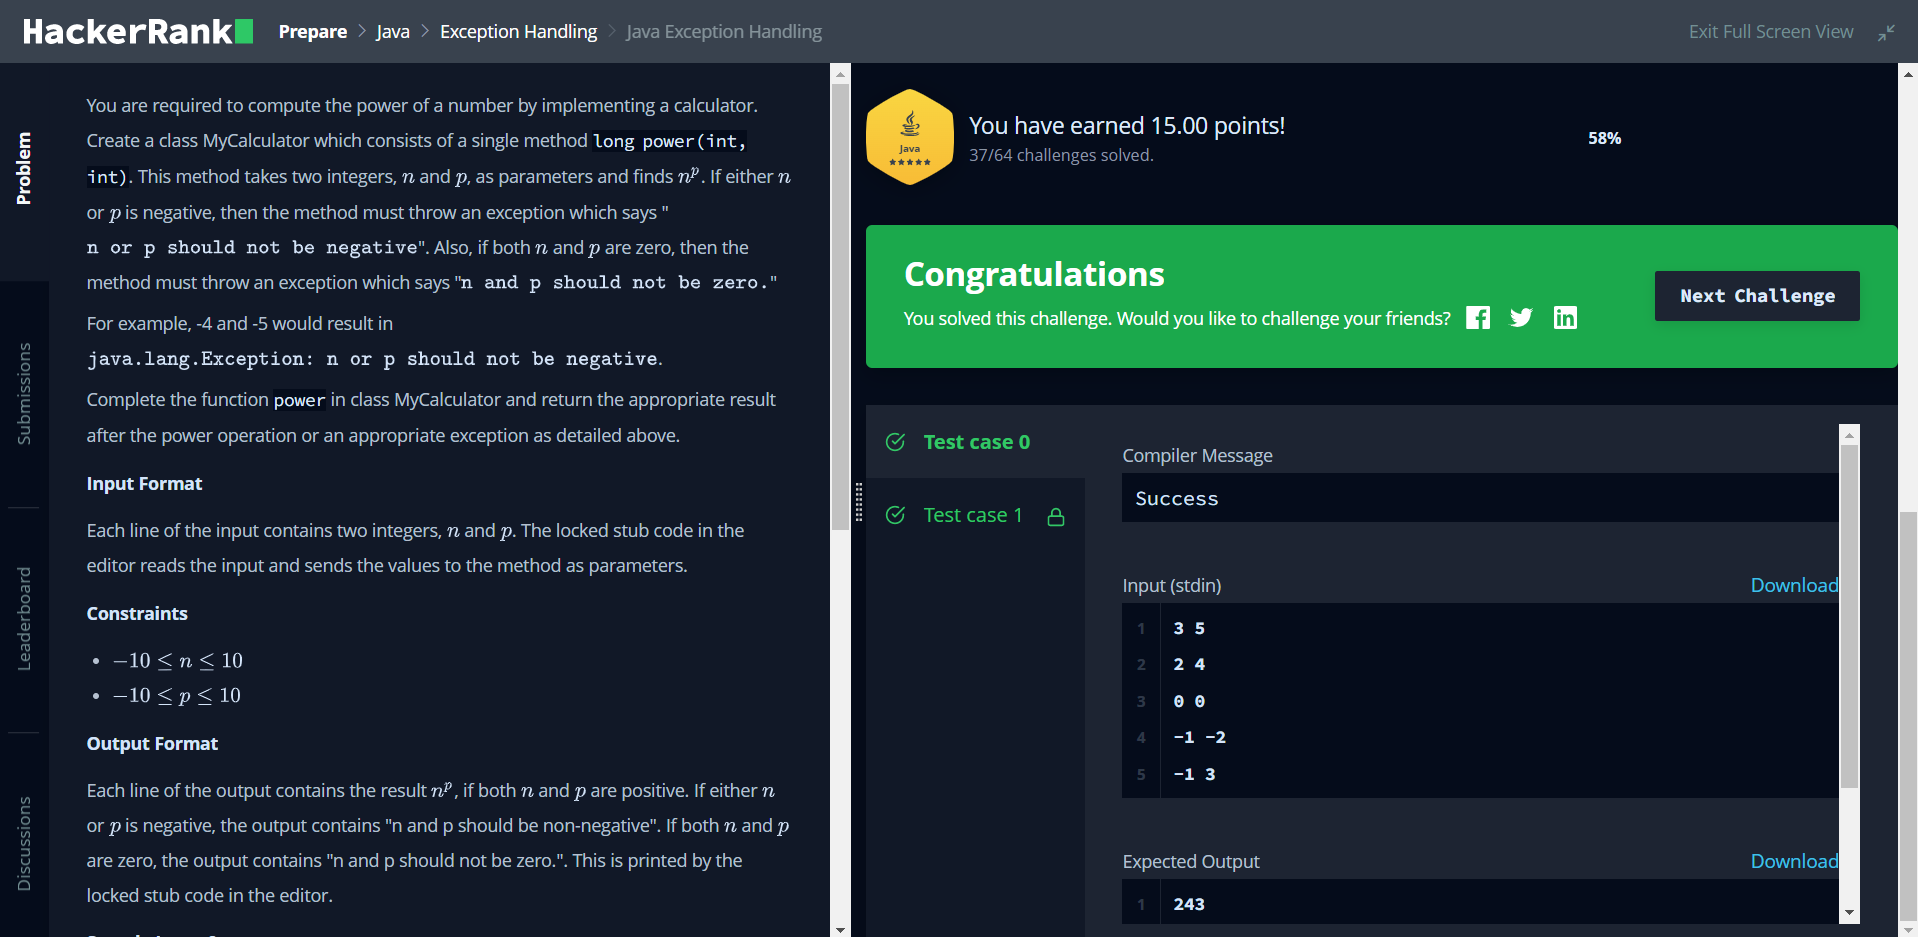 HackerRank Prepare > Java > Exception Handling > Java Exception Handling Exit Full Screen View
Problem
Submissions
Leaderboard
Discussions
You are required to compute the power of a number by implementing a calculator.
Create a class MyCalculator which consists of a single method long power(int,
int). This method takes two integers, n and p, as parameters and finds n^p. If either n
or p is negative, then the method must throw an exception which says "
n or p should not be negative". Also, if both n and p are zero, then the
method must throw an exception which says "n and p should not be zero."
For example, -4 and -5 would result in
java.lang.Exception: n or p should not be negative.
Complete the function power in class MyCalculator and return the appropriate result
after the power operation or an appropriate exception as detailed above.
Input Format
Each line of the input contains two integers, n and p. The locked stub code in the
editor reads the input and sends the values to the method as parameters.
Constraints
• −10 ≤ n ≤ 10
• −10 ≤ p ≤ 10
Output Format
Each line of the output contains the result n^p, if both n and p are positive. If either n
or p is negative, the output contains "n and p should be non-negative". If both n and p
are zero, the output contains "n and p should not be zero.". This is printed by the
locked stub code in the editor.
Java
You have earned 15.00 points!
37/64 challenges solved.
58%
Congratulations
You solved this challenge. Would you like to challenge your friends?
Next Challenge
Test case 0
Test case 1
Compiler Message
Success
Input (stdin) Download
1 3 5
2 2 4
3 0 0
4 -1 -2
5 -1 3
Expected Output Download
1 243